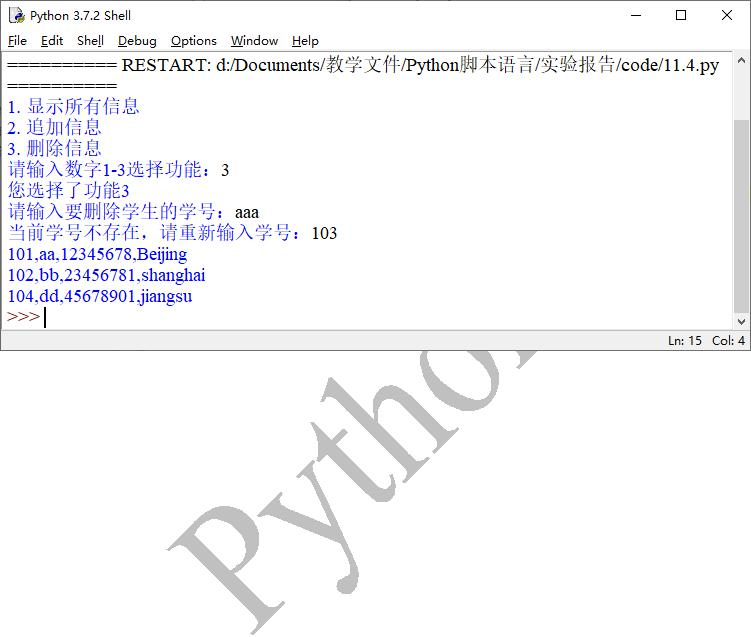 Python 3.7.2 Shell
File Edit Shell Debug Options Window Help
========== RESTART: d:/Documents/教学文件/Python脚本语言/实验报告/code/11.4.py
==========
1. 显示所有信息
2. 追加信息
3. 删除信息
请输入数字1-3选择功能：3
您选择了功能3
请输入要删除学生的学号：aaa
当前学号不存在，请重新输入学号：103
101,aa,12345678,Beijing
102,bb,23456781,shanghai
104,dd,45678901,jiangsu
>>>
Ln: 15 Col: 4
Python